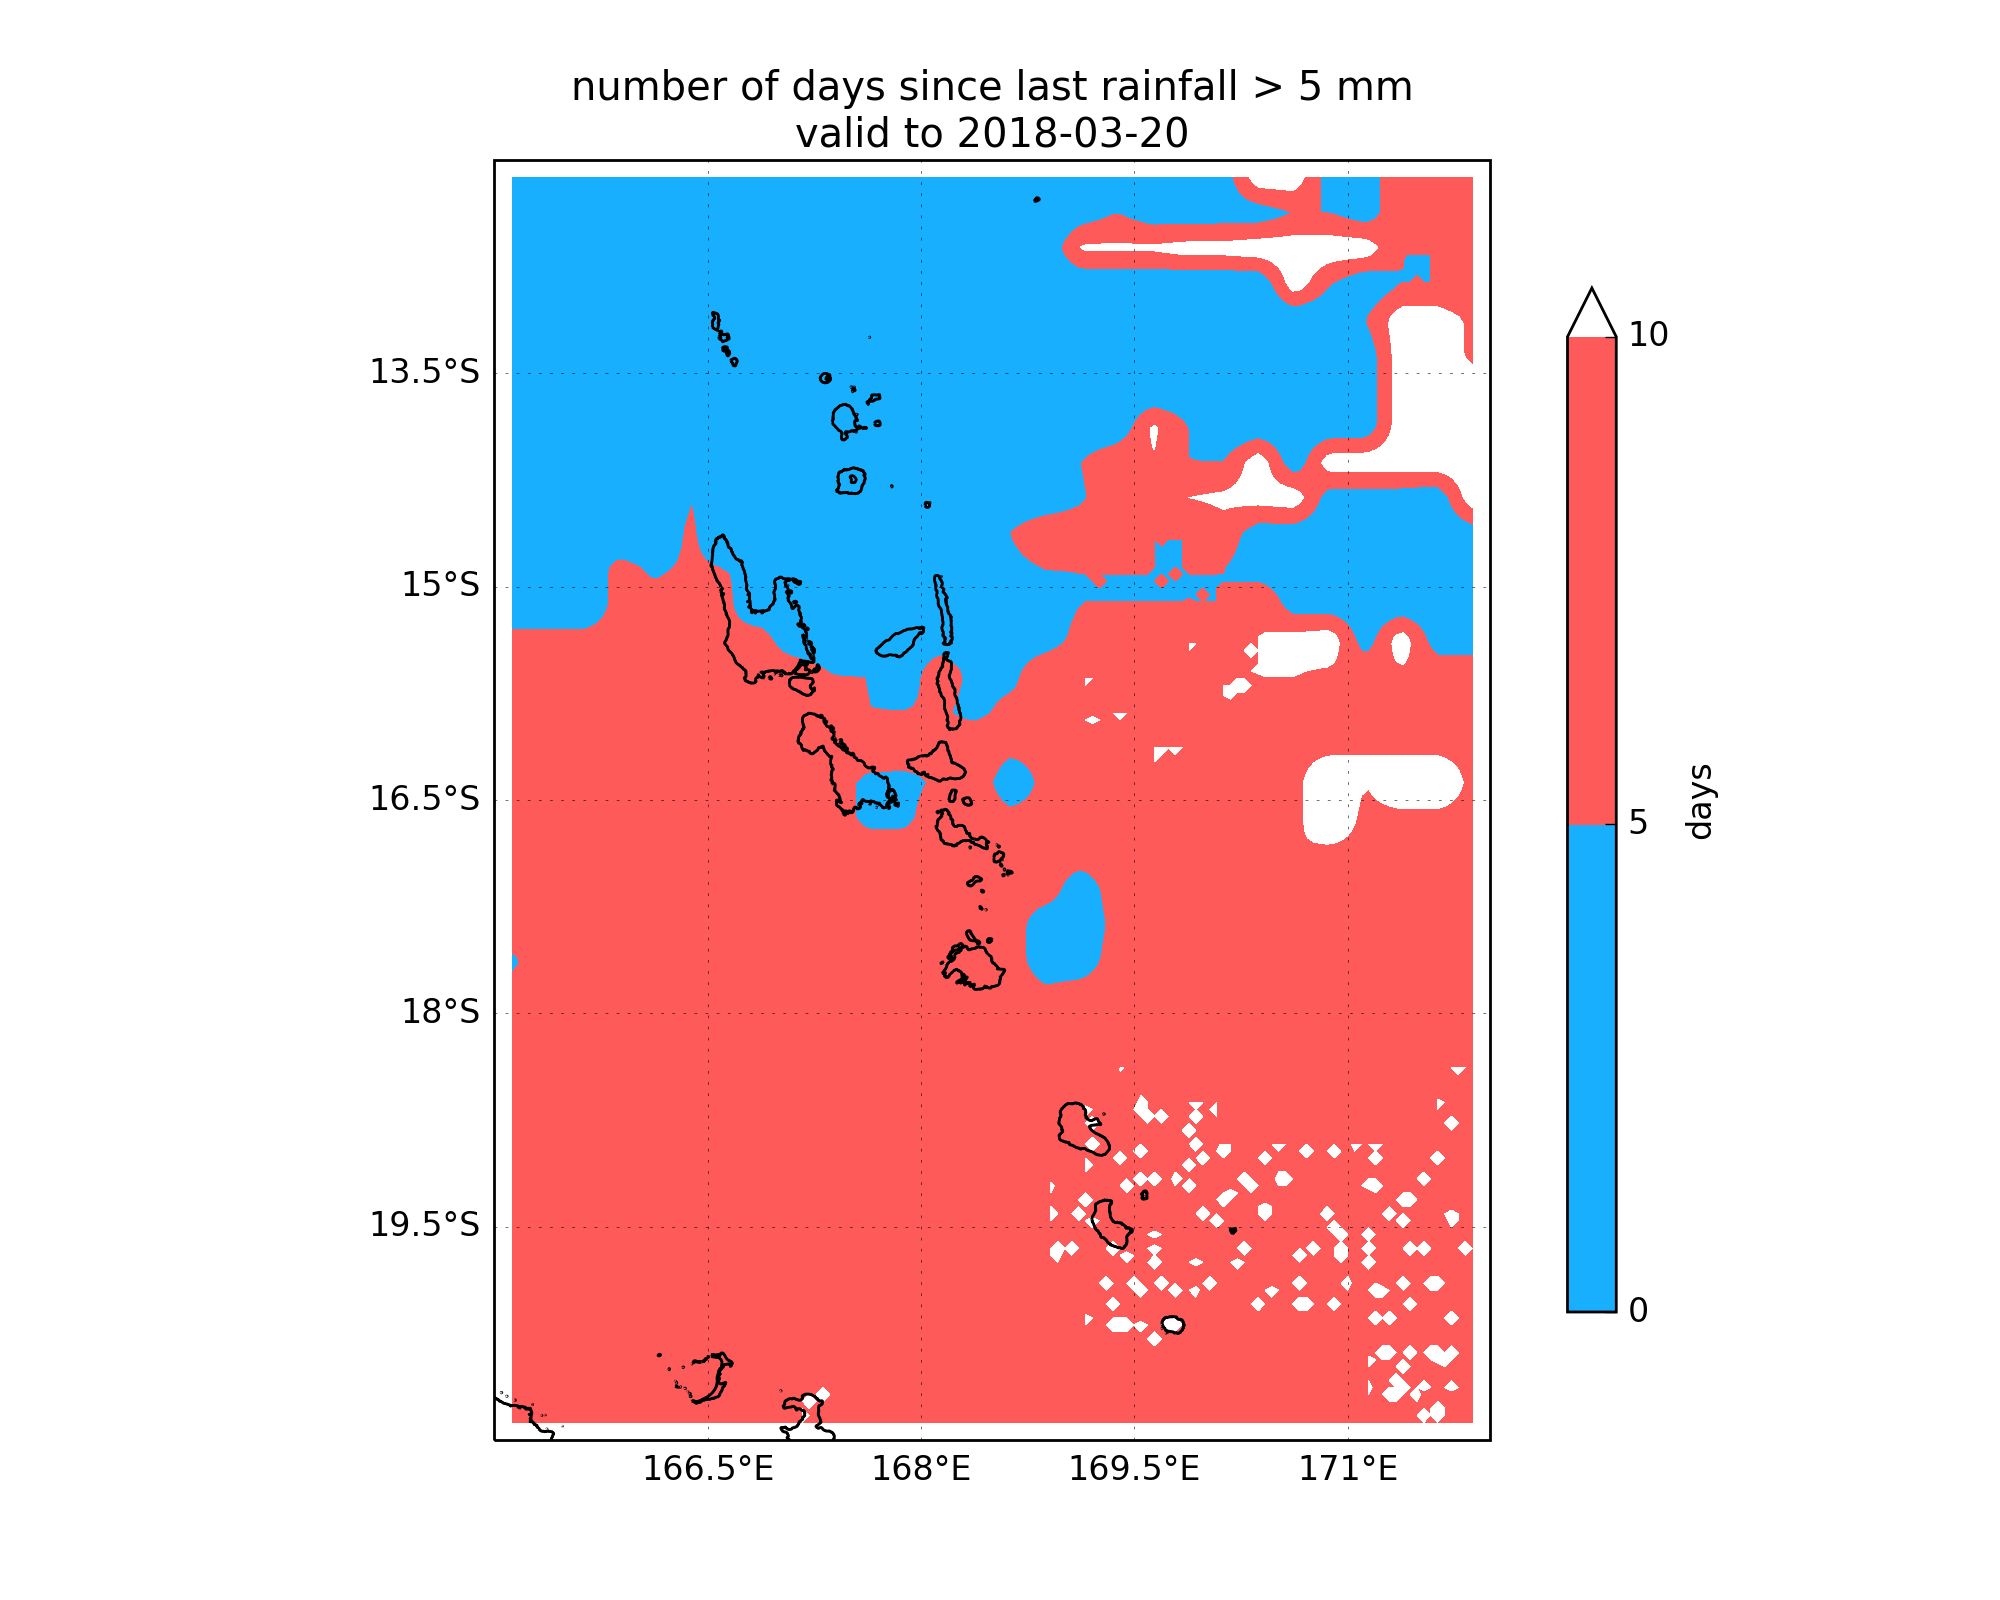 number of days since last rainfall > 5 mm
valid to 2018-03-20
13.5°S
15°S
16.5°S
18°S
19.5°S
166.5°E
168°E
169.5°E
171°E
10
5
0
days